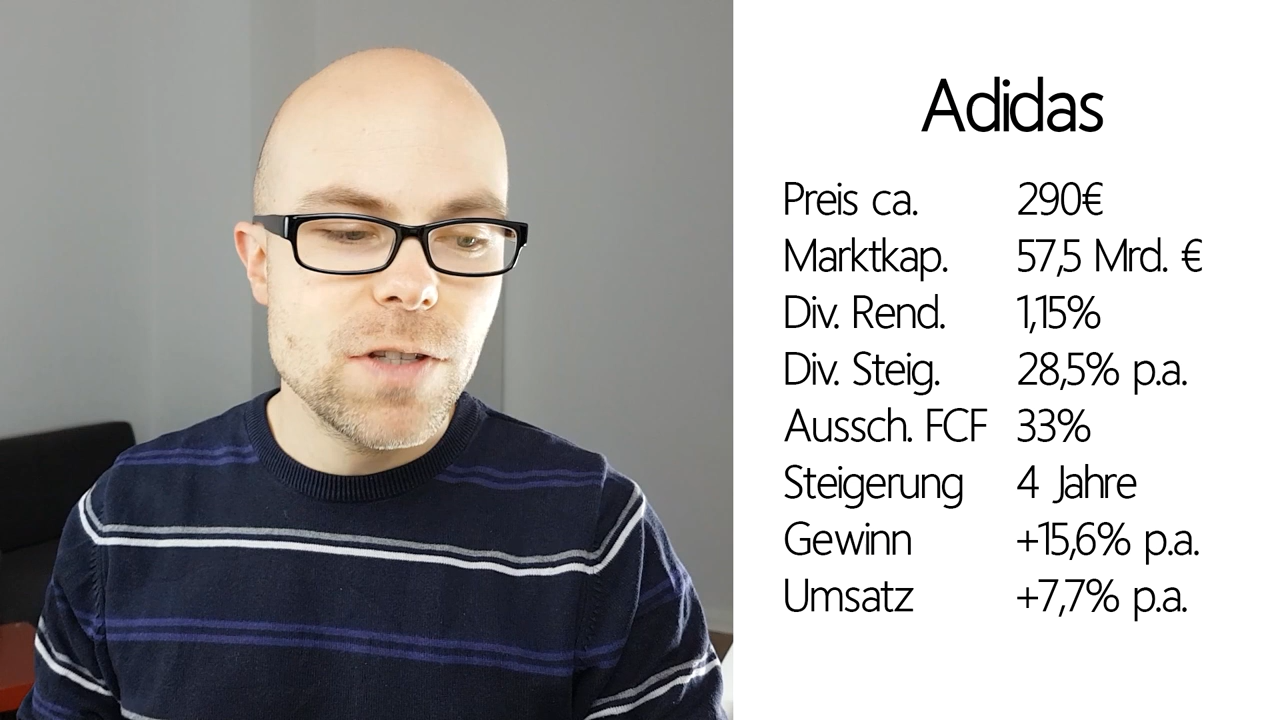 Adidas
Preis ca. 290€
Marktkap. 57,5 Mrd. €
Div. Rend. 1,15%
Div. Steig. 28,5% p.a.
Aussch. FCF 33%
Steigerung 4 Jahre
Gewinn +15,6% p.a.
Umsatz +7,7% p.a.